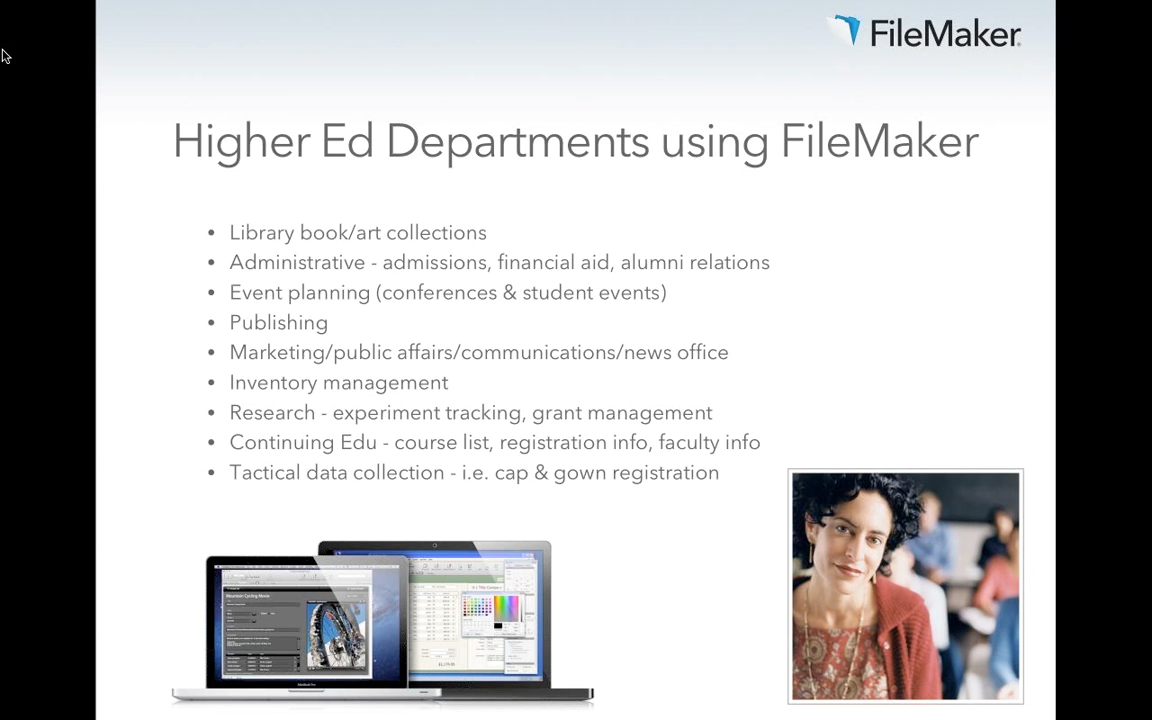 FileMaker
Higher Ed Departments using FileMaker
• Library book/art collections
• Administrative - admissions, financial aid, alumni relations
• Event planning (conferences & student events)
• Publishing
• Marketing/public affairs/communications/news office
• Inventory management
• Research - experiment tracking, grant management
• Continuing Edu - course list, registration info, faculty info
• Tactical data collection - i.e. cap & gown registration